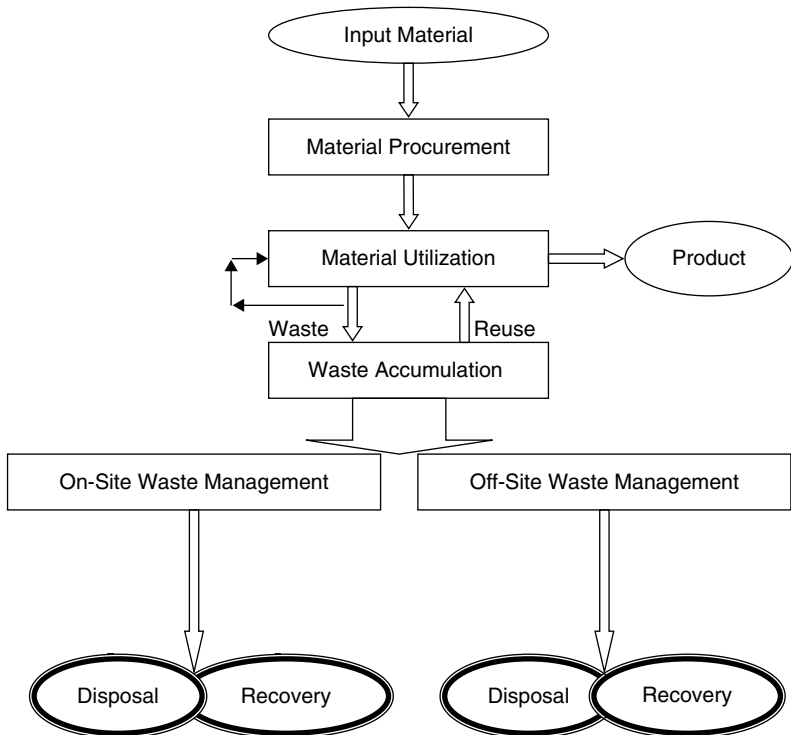 Input Material
Material Procurement
Material Utilization
Product
Waste
Reuse
Waste Accumulation
On-Site Waste Management
Off-Site Waste Management
Disposal
Recovery
Disposal
Recovery